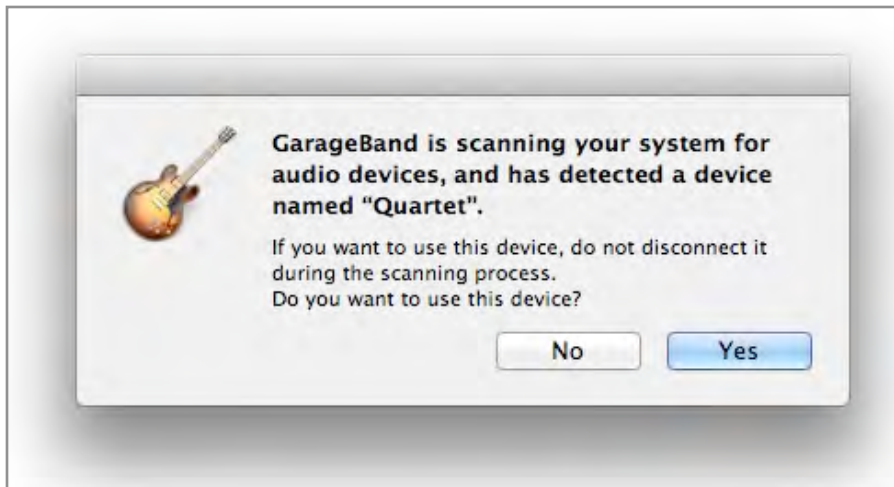 GarageBand is scanning your system for
audio devices, and has detected a device
named “Quartet”.
If you want to use this device, do not disconnect it
during the scanning process.
Do you want to use this device?
No
Yes